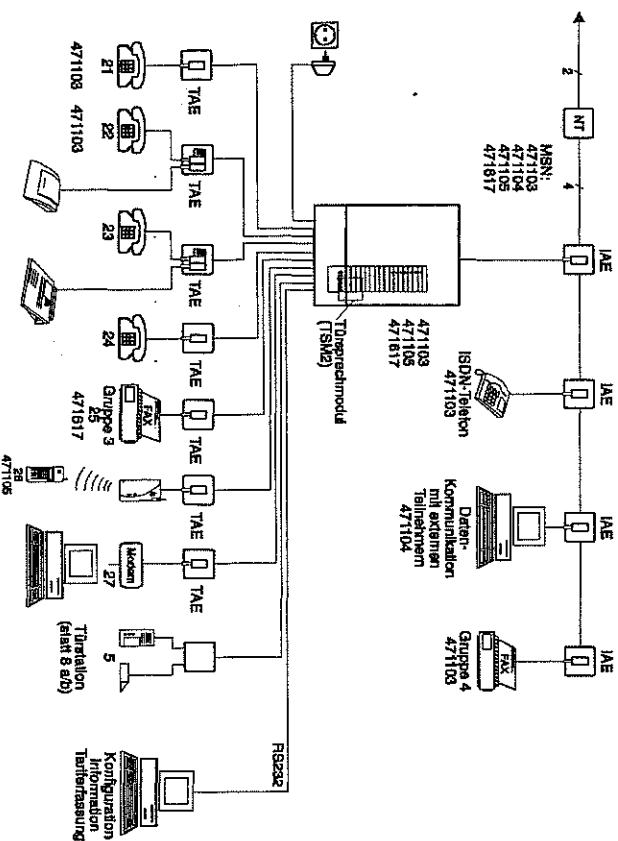 2
NT
MSN:
471103
471104
471105
471617
4
IAE
IAE
ISDN-Telefon
471103
IAE
Daten-
Kommunikation
mit externen
Teilnehmern
471104
IAE
FAX
Gruppe 4
471103
471103
471105
471617
Türsprechmodul
(TSM2)
TAE
21
471103
TAE
22
471103
TAE
23
TAE
24
TAE
FAX
Gruppe 3
25
471617
TAE
26
471105
TAE
Modem
27
5
Türstation
(statt 8 a/b)
RS232
Konfiguration
Information
Tariferfassung